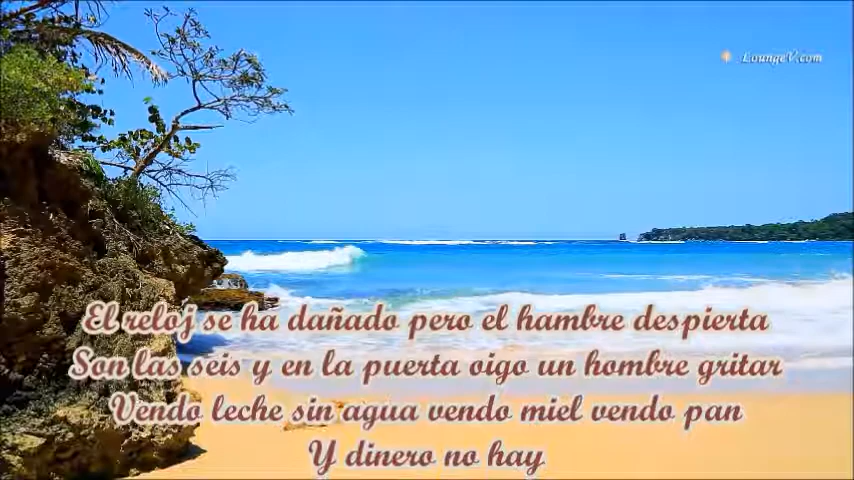 LoungeV.com
El reloj se ha dañado pero el hambre despierta
Son las seis y en la puerta oigo un hombre gritar
Vendo leche sin agua vendo miel vendo pan
Y dinero no hay